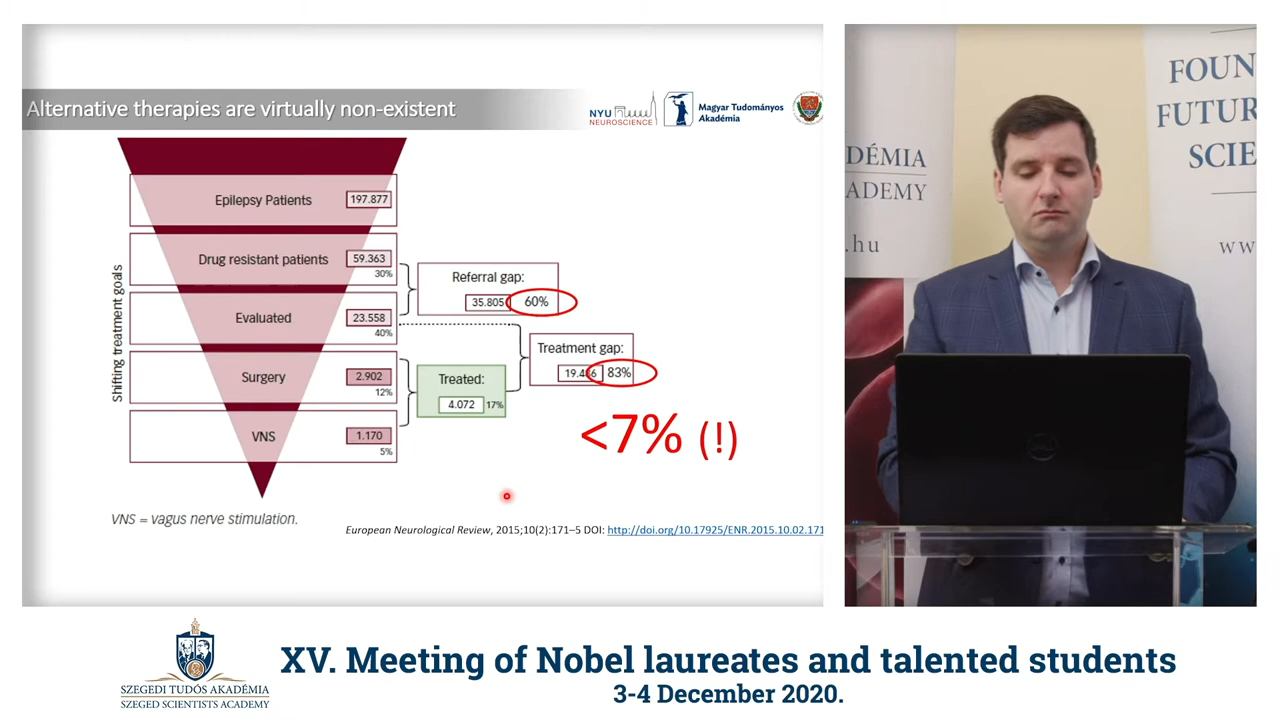 Alternative therapies are virtually non-existent
NYU
NEUROSCIENCE
Magyar Tudományos
Akadémia
Shifting treatment goals
Epilepsy Patients 197.877
Drug resistant patients 59.363
30%
Evaluated 23.558
40%
Surgery 2.902
12%
VNS 1.170
5%
Referral gap:
35.805 60%
Treatment gap:
83%
Treated:
4.072 17%
<7% (!)
VNS = vagus nerve stimulation.
European Neurological Review, 2015;10(2):171–5 DOI: http://doi.org/10.17925/ENR.2015.10.02.171
DÉMIA
ADEMY
.hu
FOUN
FUTUR
SCIE
ww
DELL
SZEGEDI TUDÓS AKADÉMIA
SZEGED SCIENTISTS ACADEMY
XV. Meeting of Nobel laureates and talented students
3-4 December 2020.